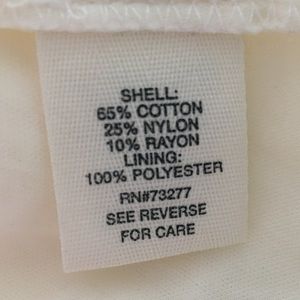 SHELL:
65% COTTON
25% NYLON
10% RAYON
LINING:
100% POLYESTER
RN#73277
SEE REVERSE
FOR CARE